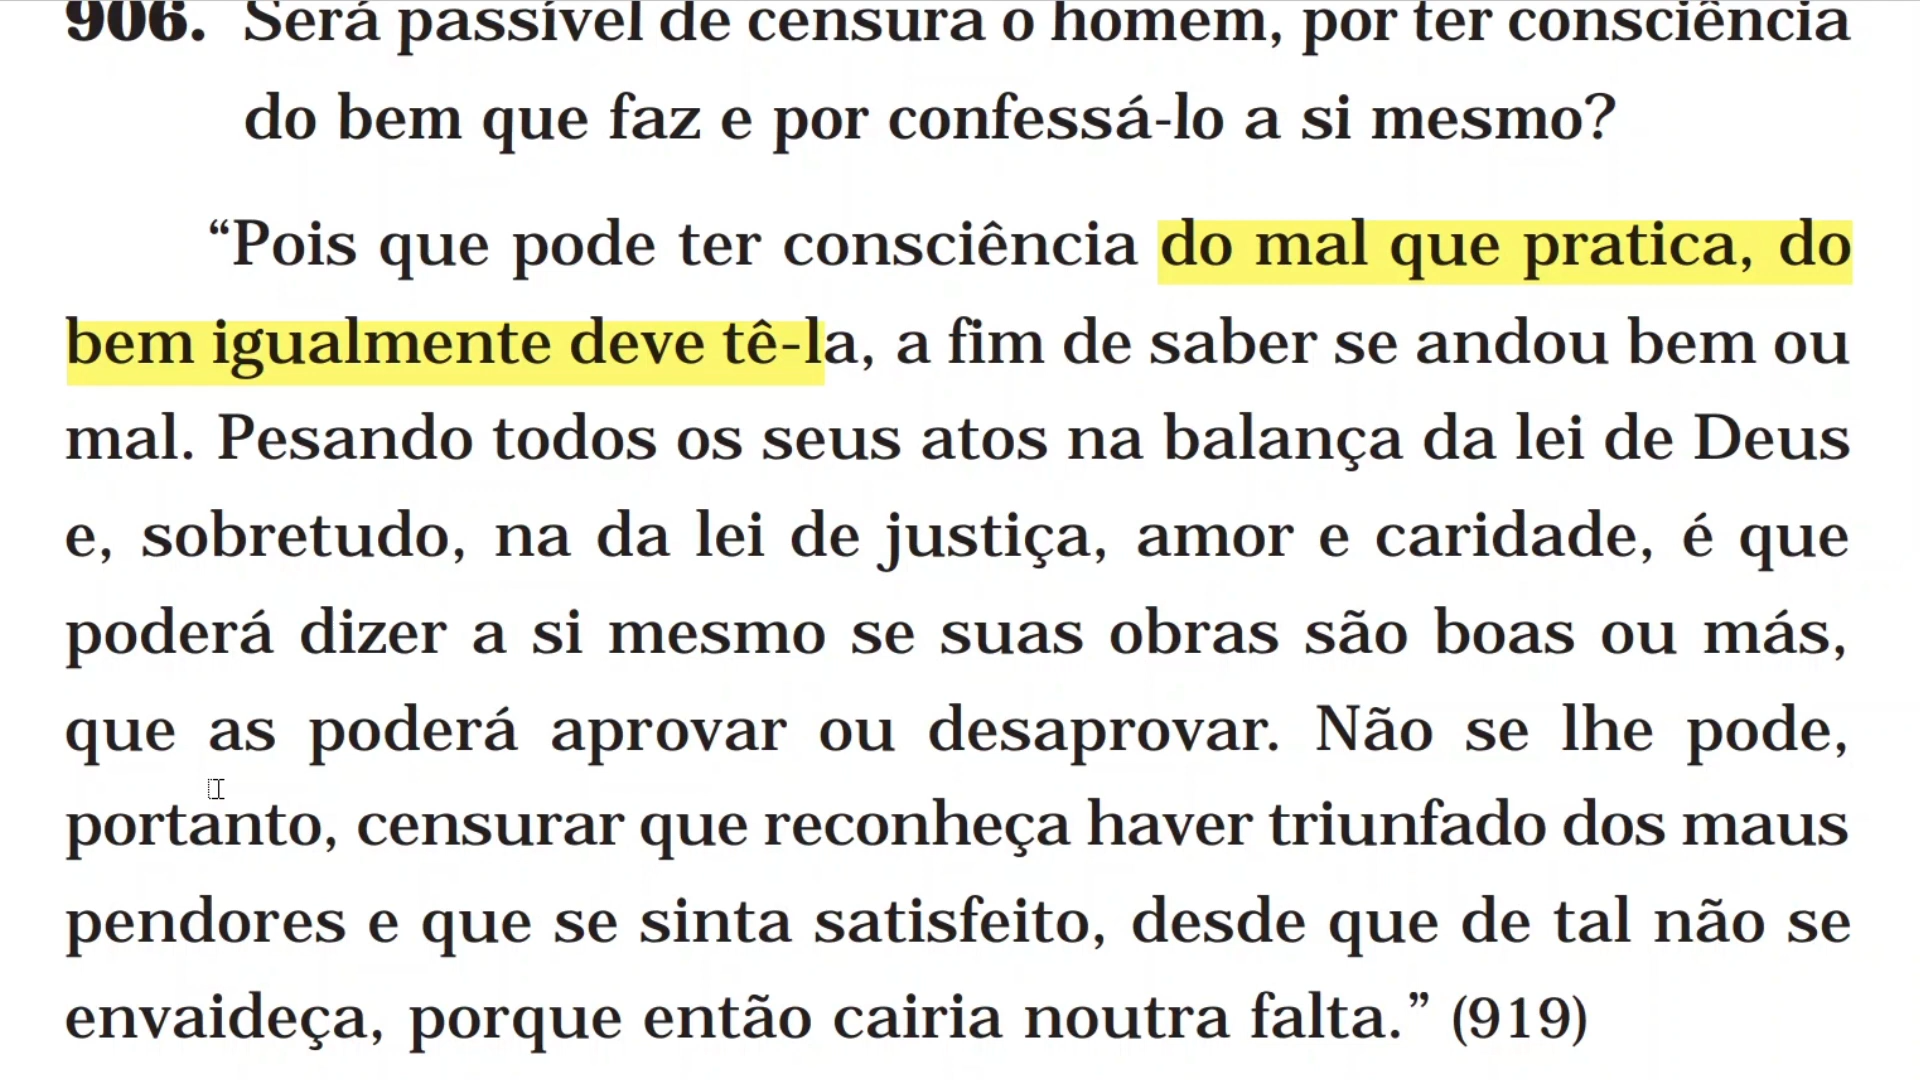 906. Será passível de censura o homem, por ter consciência
do bem que faz e por confessá-lo a si mesmo?
“Pois que pode ter consciência do mal que pratica, do
bem igualmente deve tê-la, a fim de saber se andou bem ou
mal. Pesando todos os seus atos na balança da lei de Deus
e, sobretudo, na da lei de justiça, amor e caridade, é que
poderá dizer a si mesmo se suas obras são boas ou más,
que as poderá aprovar ou desaprovar. Não se lhe pode,
portanto, censurar que reconheça haver triunfado dos maus
pendores e que se sinta satisfeito, desde que de tal não se
envaideça, porque então cairia noutra falta.” (919)